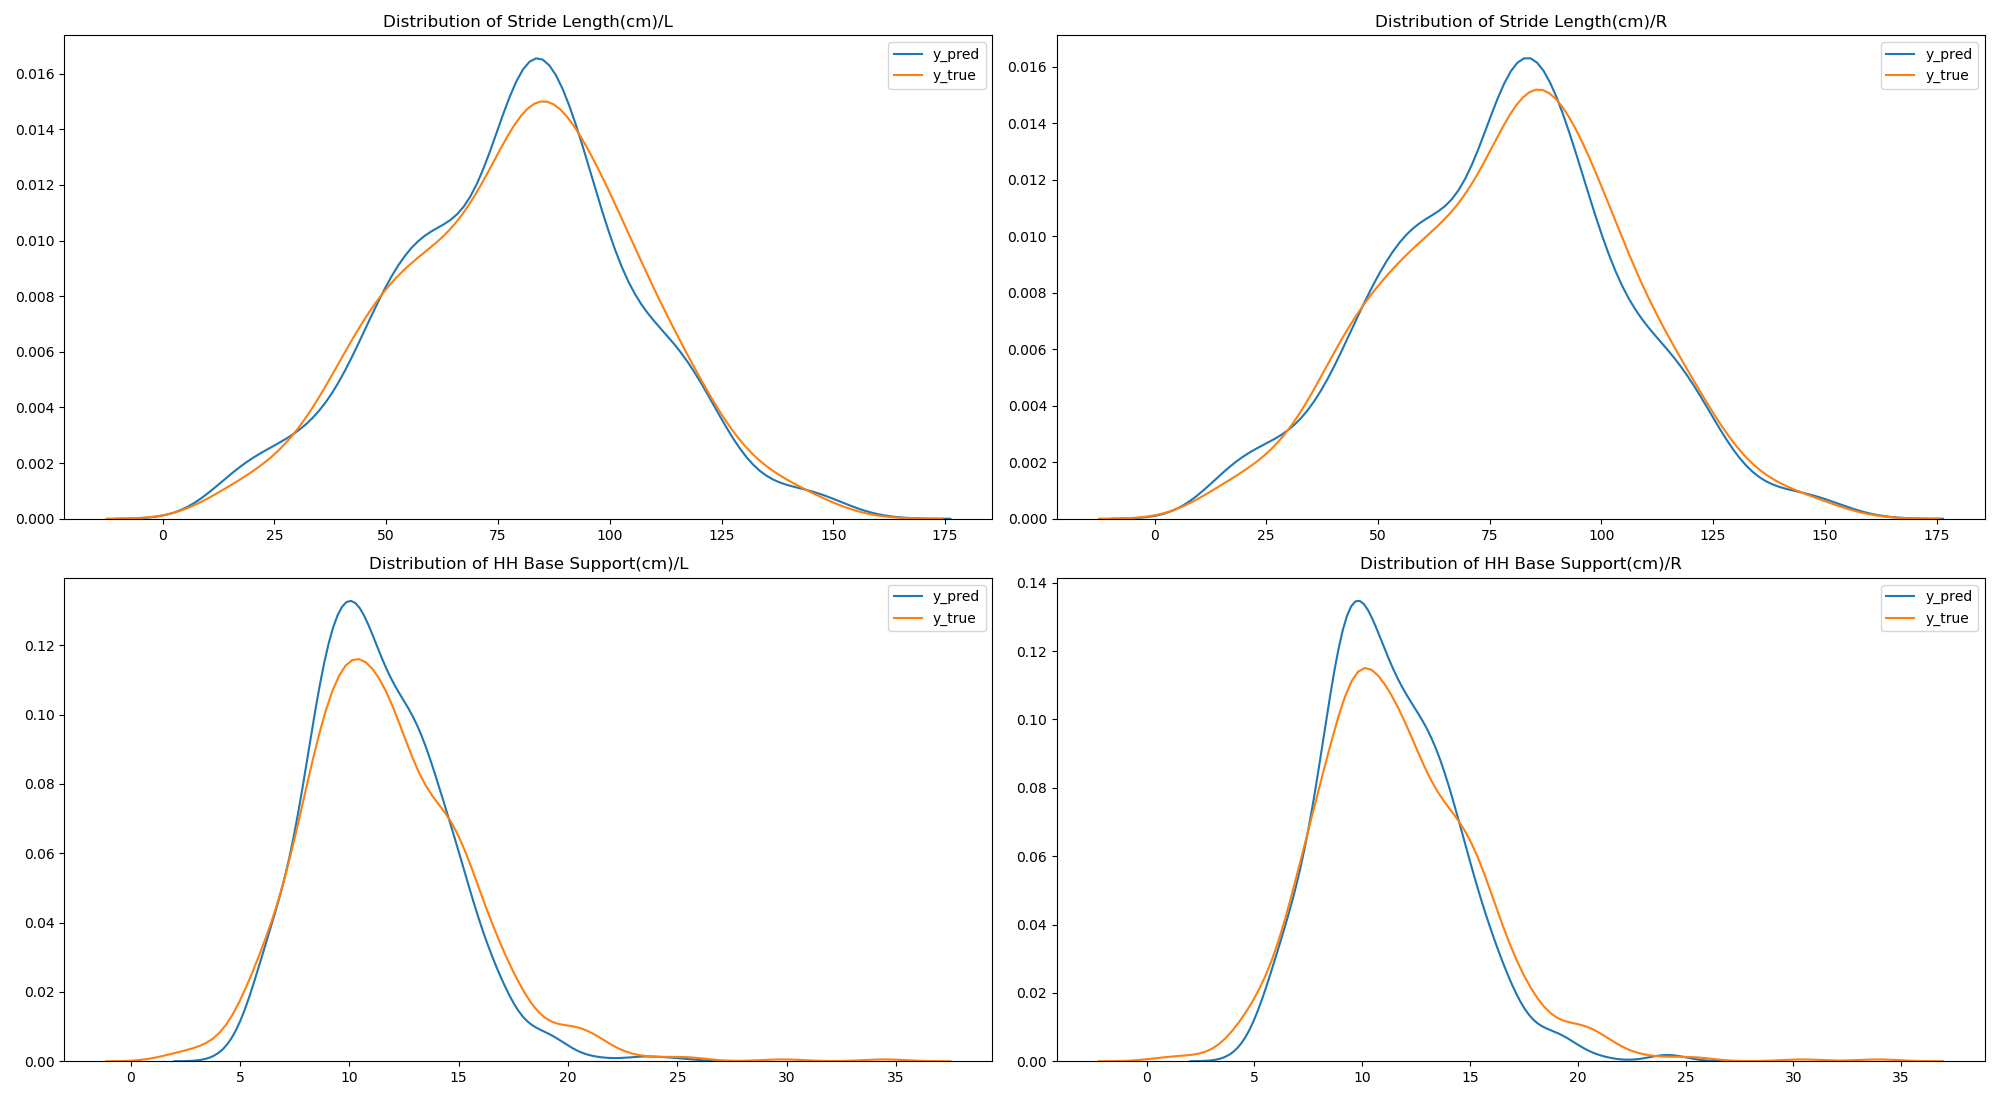 Distribution of Stride Length(cm)/L
y_pred
y_true
0.016
0.014
0.012
0.010
0.008
0.006
0.004
0.002
0.000
0 25 50 75 100 125 150 175
Distribution of Stride Length(cm)/R
y_pred
y_true
0.016
0.014
0.012
0.010
0.008
0.006
0.004
0.002
0.000
0 25 50 75 100 125 150 175
Distribution of HH Base Support(cm)/L
y_pred
y_true
0.12
0.10
0.08
0.06
0.04
0.02
0.00
0 5 10 15 20 25 30 35
Distribution of HH Base Support(cm)/R
y_pred
y_true
0.14
0.12
0.10
0.08
0.06
0.04
0.02
0.00
0 5 10 15 20 25 30 35